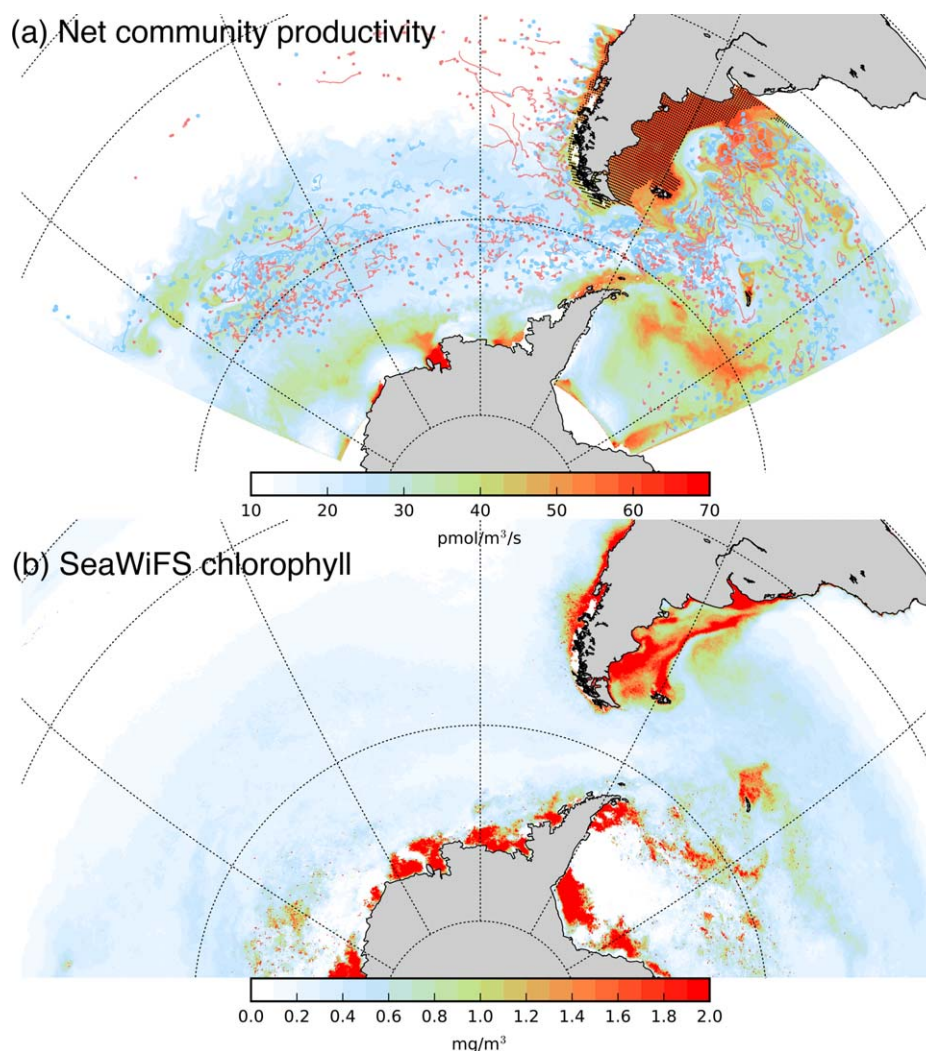 (a) Net community productivity
10 20 30 40 50 60 70
pmol/m³/s
(b) SeaWiFS chlorophyll
0.0 0.2 0.4 0.6 0.8 1.0 1.2 1.4 1.6 1.8 2.0
mg/m³